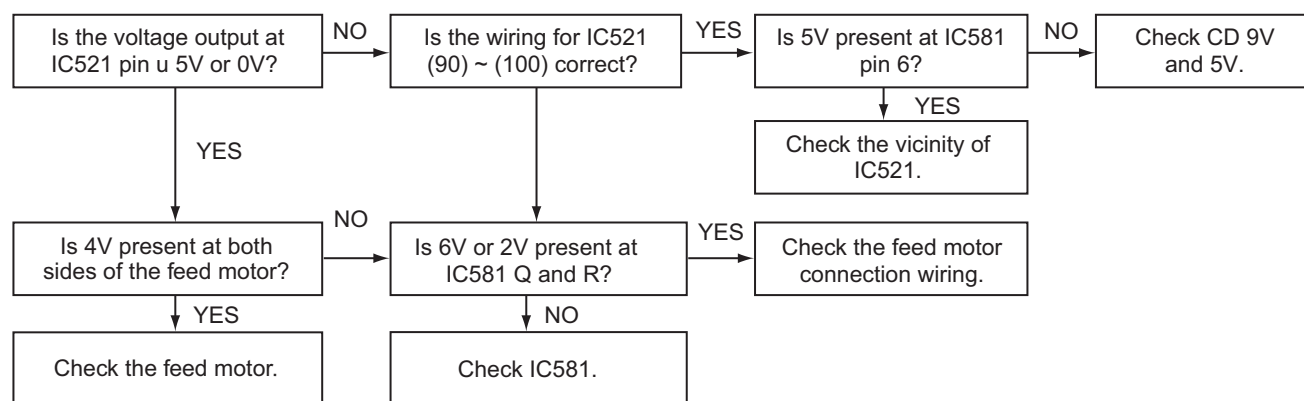 Is the voltage output at
IC521 pin u 5V or 0V?
NO
Is the wiring for IC521
(90) ~ (100) correct?
YES
Is 5V present at IC581
pin 6?
NO
Check CD 9V
and 5V.
YES
Check the vicinity of
IC521.
YES
Is 4V present at both
sides of the feed motor?
NO
Is 6V or 2V present at
IC581 Q and R?
YES
Check the feed motor
connection wiring.
YES
Check the feed motor.
NO
Check IC581.